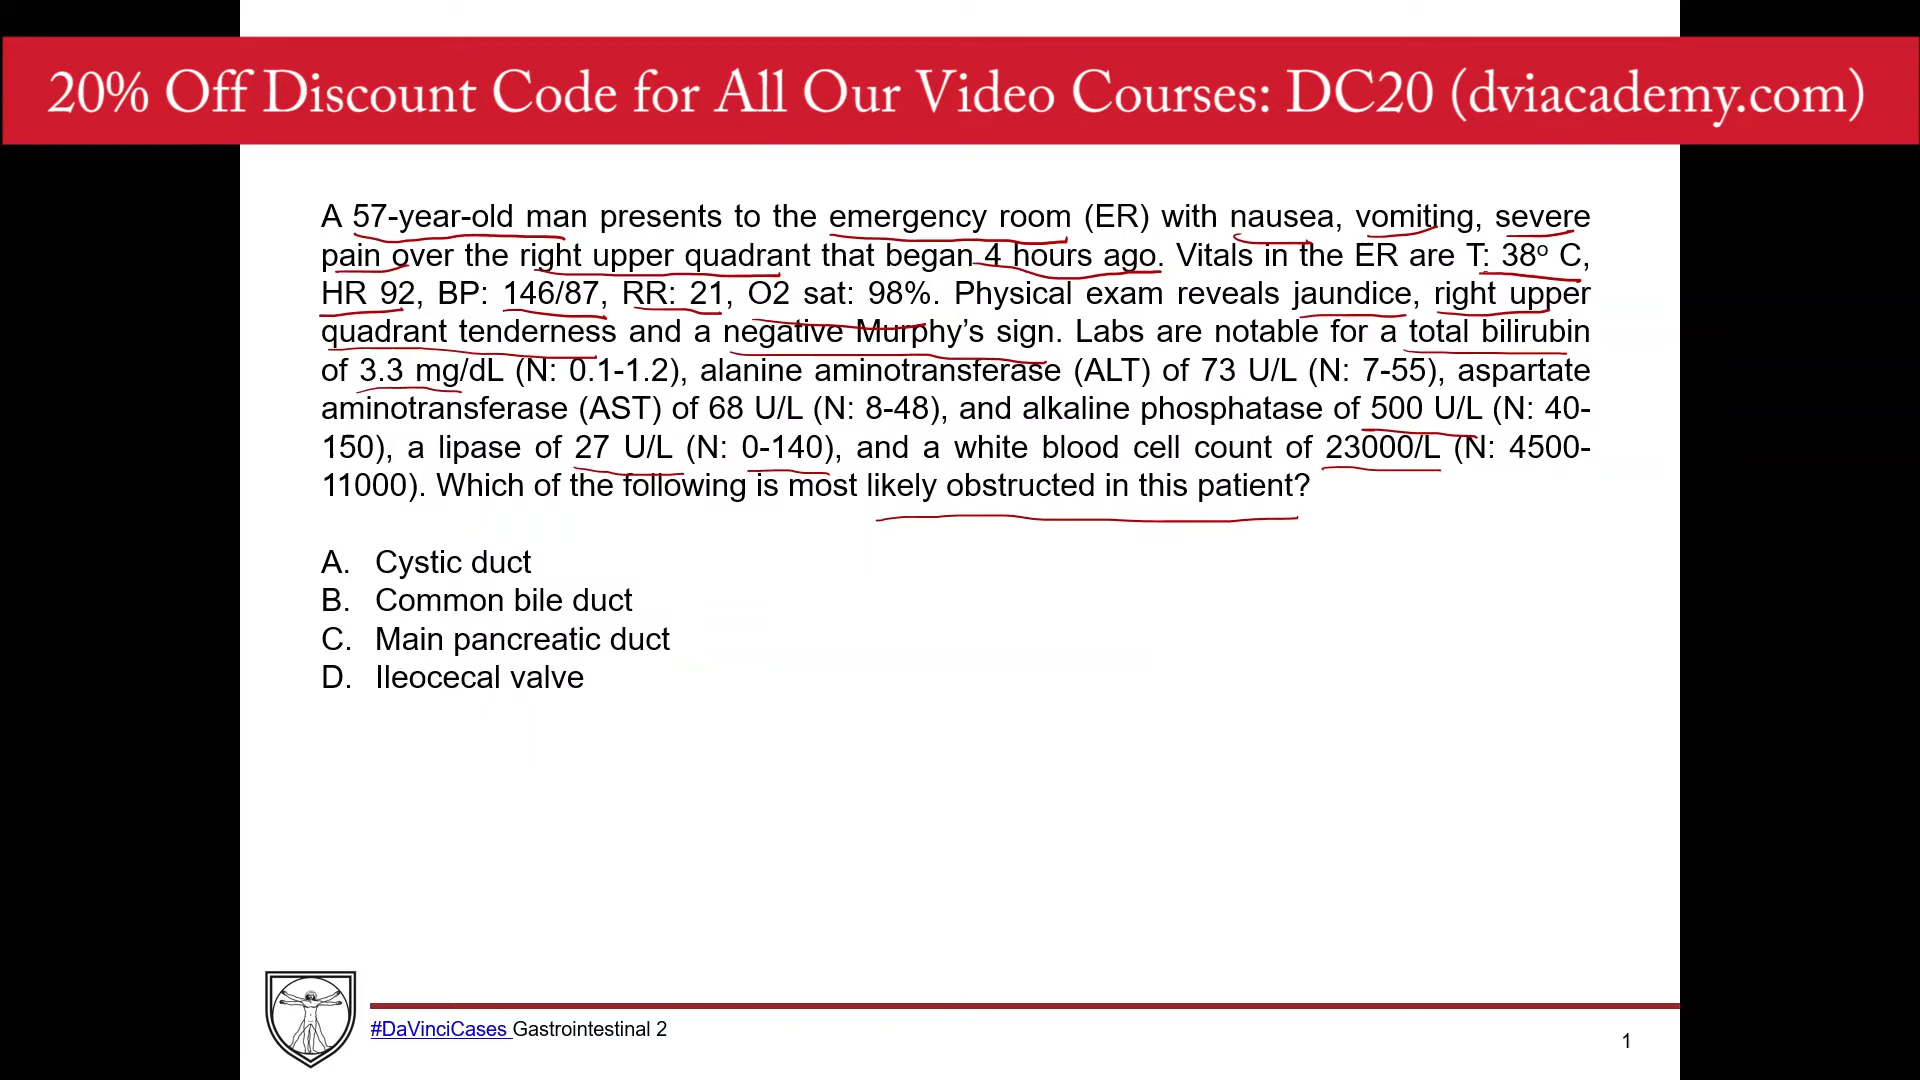 20% Off Discount Code for All Our Video Courses: DC20 (dviacademy.com)
A 57-year-old man presents to the emergency room (ER) with nausea, vomiting, severe
pain over the right upper quadrant that began 4 hours ago. Vitals in the ER are T: 38º C,
HR 92, BP: 146/87, RR: 21, O2 sat: 98%. Physical exam reveals jaundice, right upper
quadrant tenderness and a negative Murphy’s sign. Labs are notable for a total bilirubin
of 3.3 mg/dL (N: 0.1-1.2), alanine aminotransferase (ALT) of 73 U/L (N: 7-55), aspartate
aminotransferase (AST) of 68 U/L (N: 8-48), and alkaline phosphatase of 500 U/L (N: 40-
150), a lipase of 27 U/L (N: 0-140), and a white blood cell count of 23000/L (N: 4500-
11000). Which of the following is most likely obstructed in this patient?
A. Cystic duct
B. Common bile duct
C. Main pancreatic duct
D. Ileocecal valve
#DaVinciCases Gastrointestinal 2
1